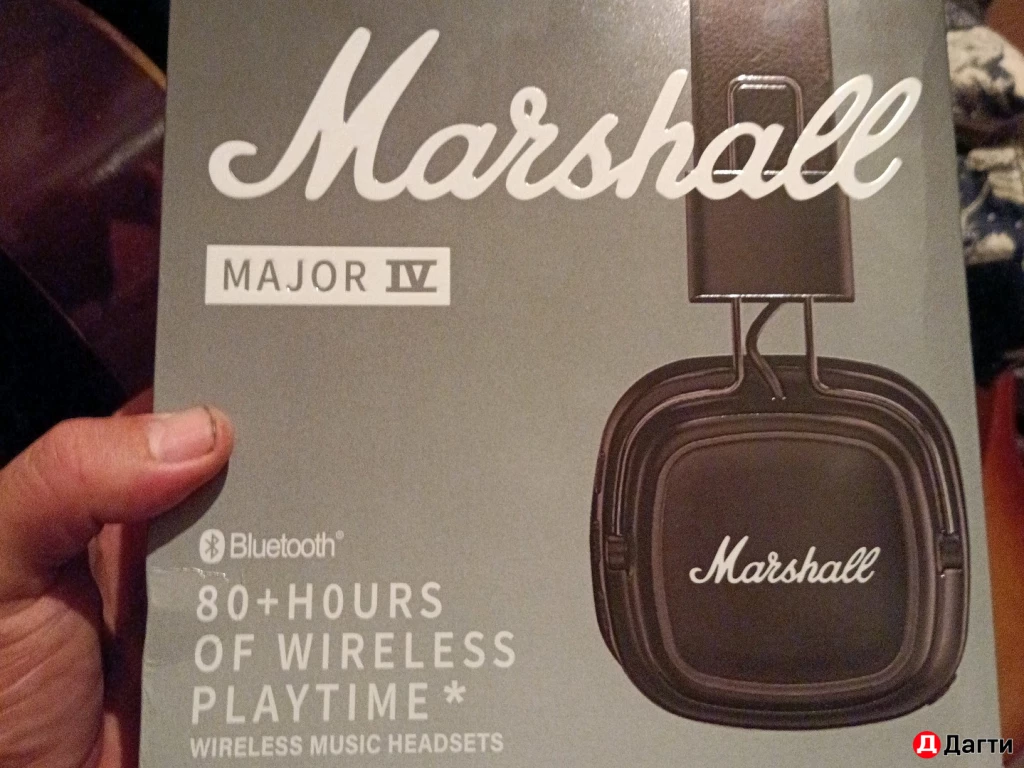 Marshall
MAJOR IV
Bluetooth®
80+HOURS
OF WIRELESS
PLAYTIME *
WIRELESS MUSIC HEADSETS
Marshall
Д Дагти